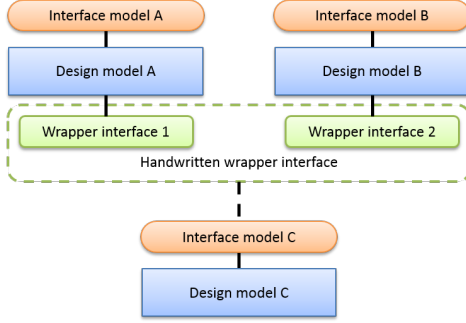 Interface model A
Interface model B
Design model A
Design model B
Wrapper interface 1
Wrapper interface 2
Handwritten wrapper interface
Interface model C
Design model C